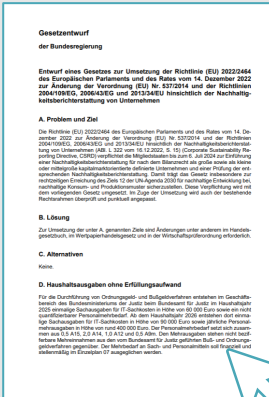 Gesetzentwurf
der Bundesregierung
Entwurf eines Gesetzes zur Umsetzung der Richtlinie (EU) 2022/2464
des Europäischen Parlaments und des Rates vom 14. Dezember 2022
zur Änderung der Verordnung (EU) Nr. 537/2014 und der Richtlinien
2004/109/EG, 2006/43/EG und 2013/34/EU hinsichtlich der Nachhaltig-
keitsberichterstattung von Unternehmen
A. Problem und Ziel
Die Richtlinie (EU) 2022/2464 des Europäischen Parlaments und des Rates vom 14. De-
zember 2022 zur Änderung der Verordnung (EU) Nr. 537/2014 und der Richtlinien
2004/109/EG, 2006/43/EG und 2013/34/EU hinsichtlich der Nachhaltigkeitsberichterstat-
tung von Unternehmen (ABl. L 322 vom 16.12.2022, S. 15) (Corporate Sustainability Re-
porting Directive, CSRD) verpflichtet die Mitgliedstaaten bis zum 6. Juli 2024 zur Einführung
einer Nachhaltigkeitsberichterstattung für nach dem Bilanzrecht als große sowie als kleine
oder mittelgroße kapitalmarktorientierte definierte Unternehmen und einer Prüfung der ent-
sprechenden Nachhaltigkeitsberichterstattung. Damit trägt das Gesetz insbesondere zur
rechtzeitigen Erreichung des Ziels 12 der UN-Agenda 2030 für nachhaltige Entwicklung bei,
nachhaltige Konsum- und Produktionsmuster sicherzustellen. Diese Verpflichtung wird mit
dem vorliegenden Gesetz umgesetzt. Im Zuge der Umsetzung wird auch der bestehende
Rechtsrahmen überprüft und punktuell angepasst.
B. Lösung
Zur Umsetzung der unter A. genannten Ziele sind Änderungen unter anderem im Handels-
gesetzbuch, im Wertpapierhandelsgesetz und in der Wirtschaftsprüferordnung erforderlich.
C. Alternativen
Keine.
D. Haushaltsausgaben ohne Erfüllungsaufwand
Für die Durchführung von Ordnungsgeld- und Bußgeldverfahren entstehen im Geschäfts-
bereich des Bundesministeriums der Justiz beim Bundesamt für Justiz im Haushaltsjahr
2025 einmalige Sachausgaben für IT-Sachkosten in Höhe von 60 000 Euro sowie ein nicht
quantifizierbarer Personalmehrbedarf. Ab dem Haushaltsjahr 2026 entstehen dort einma-
lige Sachausgaben für IT-Sachkosten in Höhe von 90 000 Euro sowie jährliche Personal-
mehrausgaben in Höhe von rund 400 000 Euro. Der Personalmehrbedarf setzt sich zusam-
men aus 0,5 A15, 2,0 A14, 1,0 A12 und 0,5 A9m. Den Mehrausgaben stehen nicht bezif-
ferbare Mehreinnahmen aus den vom Bundesamt für Justiz geführten Buß- und Ordnungs-
geldverfahren gegenüber. Der Mehrbedarf an Sach- und Personalmitteln soll finanziell und
stellenmäßig im Einzelplan 07 ausgeglichen werden.